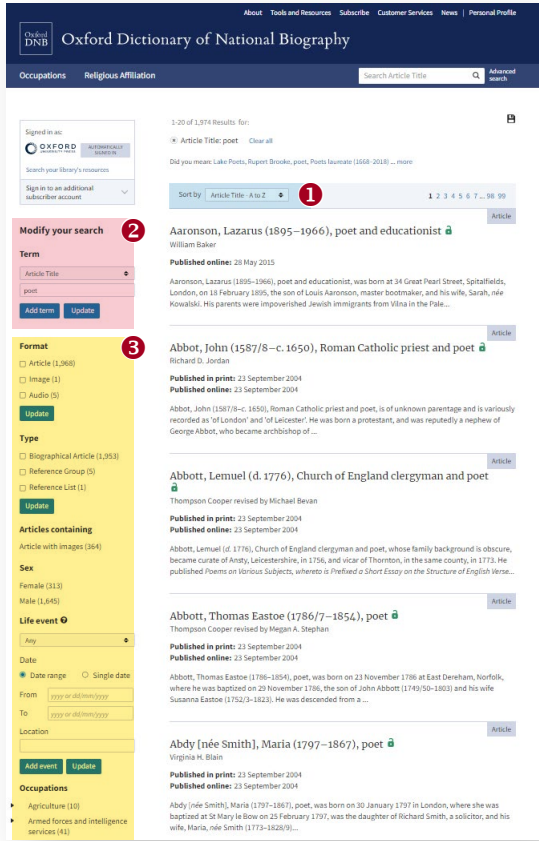 About Tools and Resources Subscribe Customer Services News | Personal Profile
Oxford
DNB
Oxford Dictionary of National Biography
Occupations Religious Affiliation
Search Article Title
Advanced
search
Signed in as:
OXFORD
UNIVERSITY PRESS
AUTOMATICALLY
SIGNED IN
Search your library's resources
Sign in to an additional
subscriber account
Modify your search
2
Term
Article Title
poet
Add term Update
3
Format
Article (1,968)
Image (1)
Audio (5)
Update
Type
Biographical Article (1,953)
Reference Group (5)
Reference List (1)
Update
Articles containing
Article with images (364)
Sex
Female (313)
Male (1,645)
Life event ?
Any
Date
Date range Single date
From yyyy or dd/mm/yyyy
To yyyy or dd/mm/yyyy
Location
Add event Update
Occupations
Agriculture (10)
Armed forces and intelligence
services (41)
1-20 of 1,974 Results for:
Article Title: poet Clear all
Did you mean: Lake Poets, Rupert Brooke, poet, Poets laureate (1668-2018) ... more
Sort by Article Title - A to Z
1
1 2 3 4 5 6 7 ... 98 99
Article
Aaronson, Lazarus (1895–1966), poet and educationist
William Baker
Published online: 28 May 2015
Aaronson, Lazarus (1895–1966), poet and educationist, was born at 34 Great Pearl Street, Spitalfields,
London, on 18 February 1895, the son of Louis Aaronson, master bootmaker, and his wife, Sarah, née
Kowalski. His parents were impoverished Jewish immigrants from Vilna in the Pale...
Article
Abbot, John (1587/8–c. 1650), Roman Catholic priest and poet
Richard D. Jordan
Published in print: 23 September 2004
Published online: 23 September 2004
Abbot, John (1587/8–c. 1650), Roman Catholic priest and poet, is of unknown parentage and is variously
recorded as 'of London' and 'of Leicester'. He was born a protestant, and was reputedly a nephew of
George Abbot, who became archbishop of ...
Article
Abbott, Lemuel (d. 1776), Church of England clergyman and poet
Thompson Cooper revised by Michael Bevan
Published in print: 23 September 2004
Published online: 23 September 2004
Abbott, Lemuel (d. 1776), Church of England clergyman and poet, whose family background is obscure,
became curate of Ansty, Leicestershire, in 1756, and vicar of Thornton, in the same county, in 1773. He
published Poems on Various Subjects, whereto is Prefixed a Short Essay on the Structure of English Verse...
Article
Abbott, Thomas Eastoe (1786/7–1854), poet
Thompson Cooper revised by Megan A. Stephan
Published in print: 23 September 2004
Published online: 23 September 2004
Abbott, Thomas Eastoe (1786–1854), poet, was born on 23 November 1786 at East Dereham, Norfolk,
where he was baptized on 29 November 1786, the son of John Abbott (1749/50–1803) and his wife
Susanna Eastoe (1752/3–1823). He was descended from a ...
Article
Abdy [née Smith], Maria (1797–1867), poet
Virginia H. Blain
Published in print: 23 September 2004
Published online: 23 September 2004
Abdy [née Smith], Maria (1797–1867), poet, was born on 30 January 1797 in London, where she was
baptized at St Mary le Bow on 25 February 1797, was the daughter of Richard Smith, a solicitor, and his
wife, Maria, née Smith (1773–1828/9)...